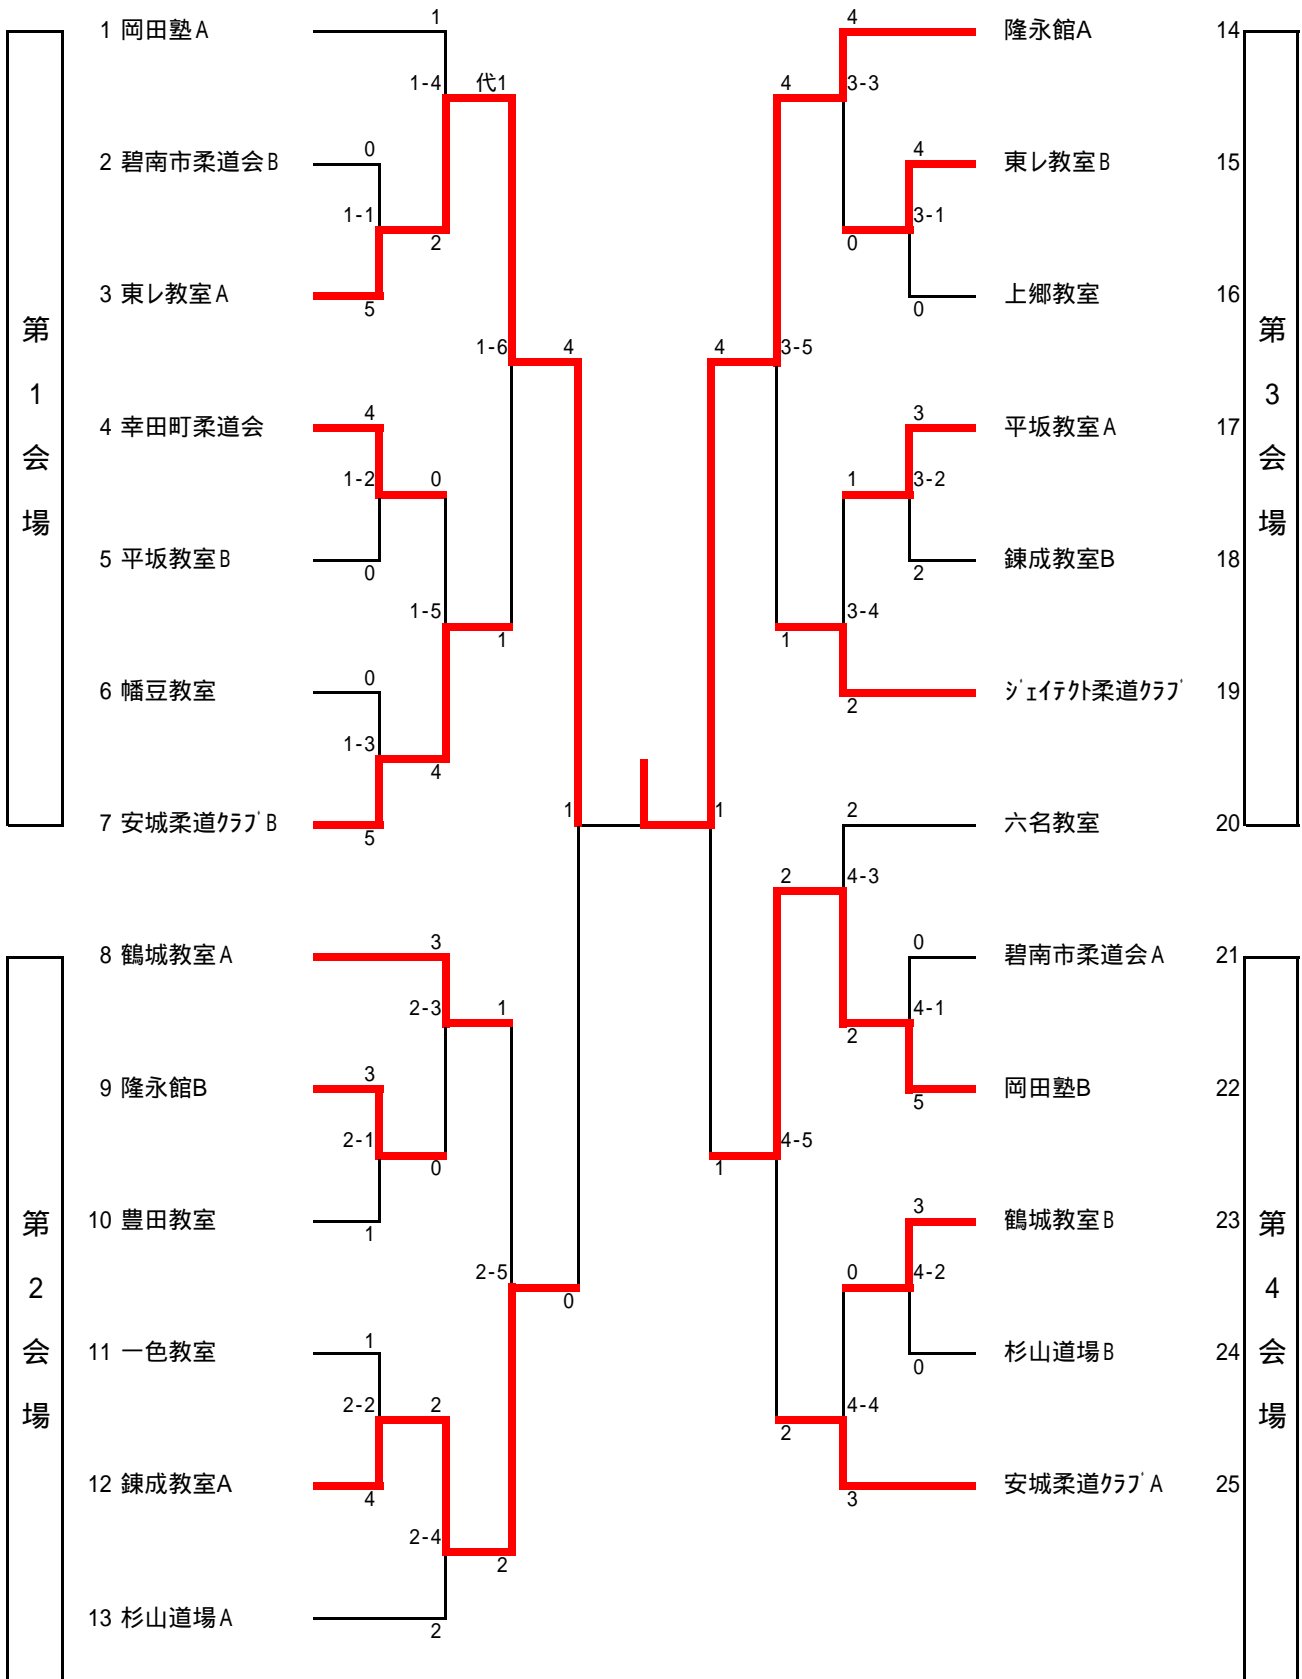 1 4
1 岡田塾A 隆永館A 14
1-4 代1 4 3-3
0 4
2 碧南市柔道会B 東レ教室B 15
1-1 3-1
2 0
3 東レ教室A 上郷教室 16
5 0
第 第
1-6 4 4 3-5
1 3
4 3
4 幸田町柔道会 平坂教室A 17
会 会
1-2 0 1 3-2
場 場
5 平坂教室B 錬成教室B 18
0 2
1-5 3-4
1 1
0
6 幡豆教室 ジェイテクト柔道クラブ 19
2
1-3
4
1 1 2
7 安城柔道クラブB 六名教室 20
5
2 4-3
3 0
8 鶴城教室A 碧南市柔道会A 21
2-3 1 4-1
2
3
9 隆永館B 岡田塾B 22
5
2-1 4-5
0 1
3
第 10 豊田教室 鶴城教室B 23 第
1
2-5 0 4-2
2 4
0
1
会 11 一色教室 杉山道場B 24 会
0
2-2 2 4-4
場 場
2
12 錬成教室A 安城柔道クラブA 25
4 3
2-4
2
13 杉山道場A
2